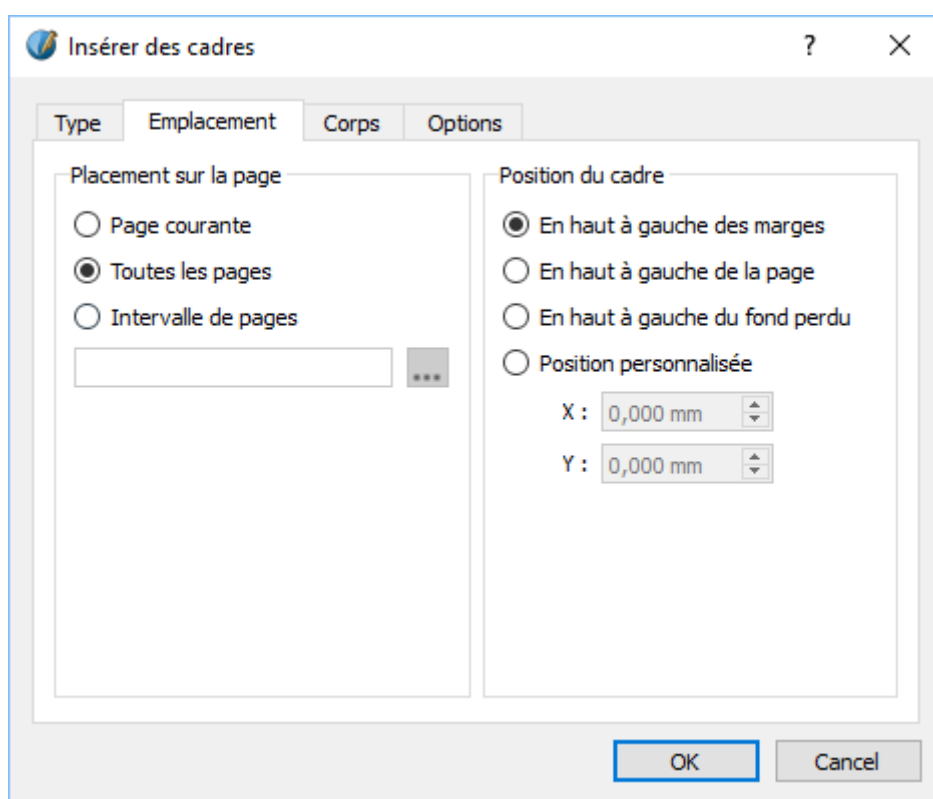 Insérer des cadres
?
Type
Emplacement
Corps
Options
Placement sur la page
Page courante
Toutes les pages
Intervalle de pages
...
Position du cadre
En haut à gauche des marges
En haut à gauche de la page
En haut à gauche du fond perdu
Position personnalisée
X : 0,000 mm
Y : 0,000 mm
OK
Cancel